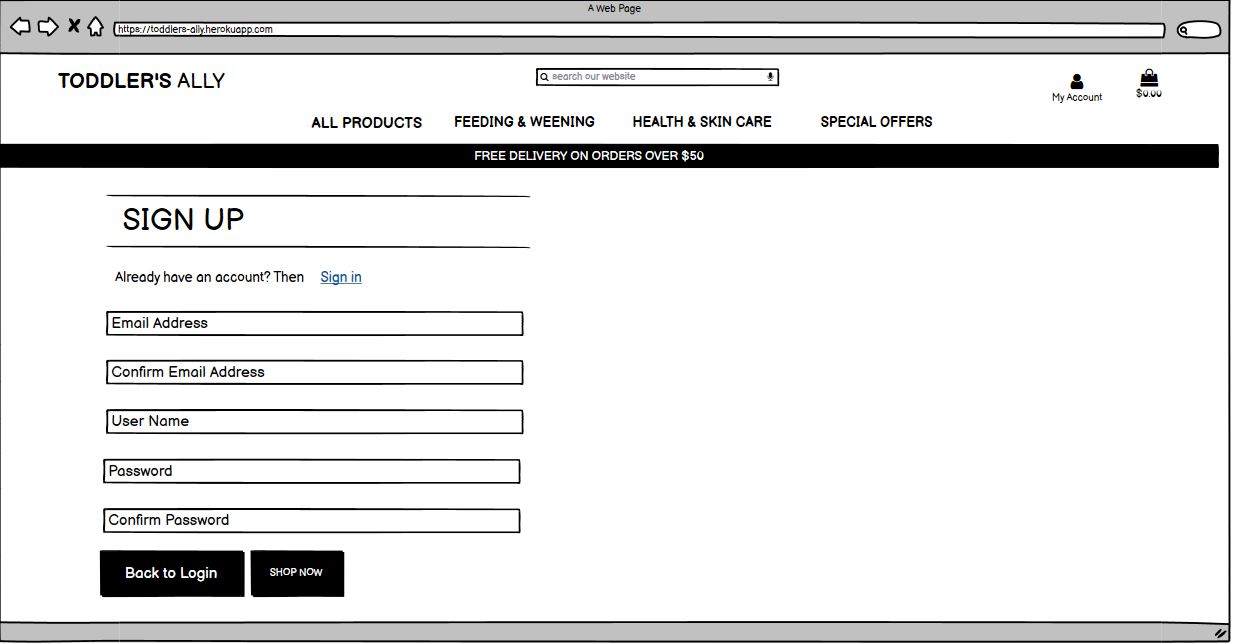 A Web Page
https://toddlers-ally.herokuapp.com
TODDLER'S ALLY
search our website
My Account
$0.00
ALL PRODUCTS FEEDING & WEENING HEALTH & SKIN CARE SPECIAL OFFERS
FREE DELIVERY ON ORDERS OVER $50
SIGN UP
Already have an account? Then Sign in
Email Address
Confirm Email Address
User Name
Password
Confirm Password
Back to Login SHOP NOW